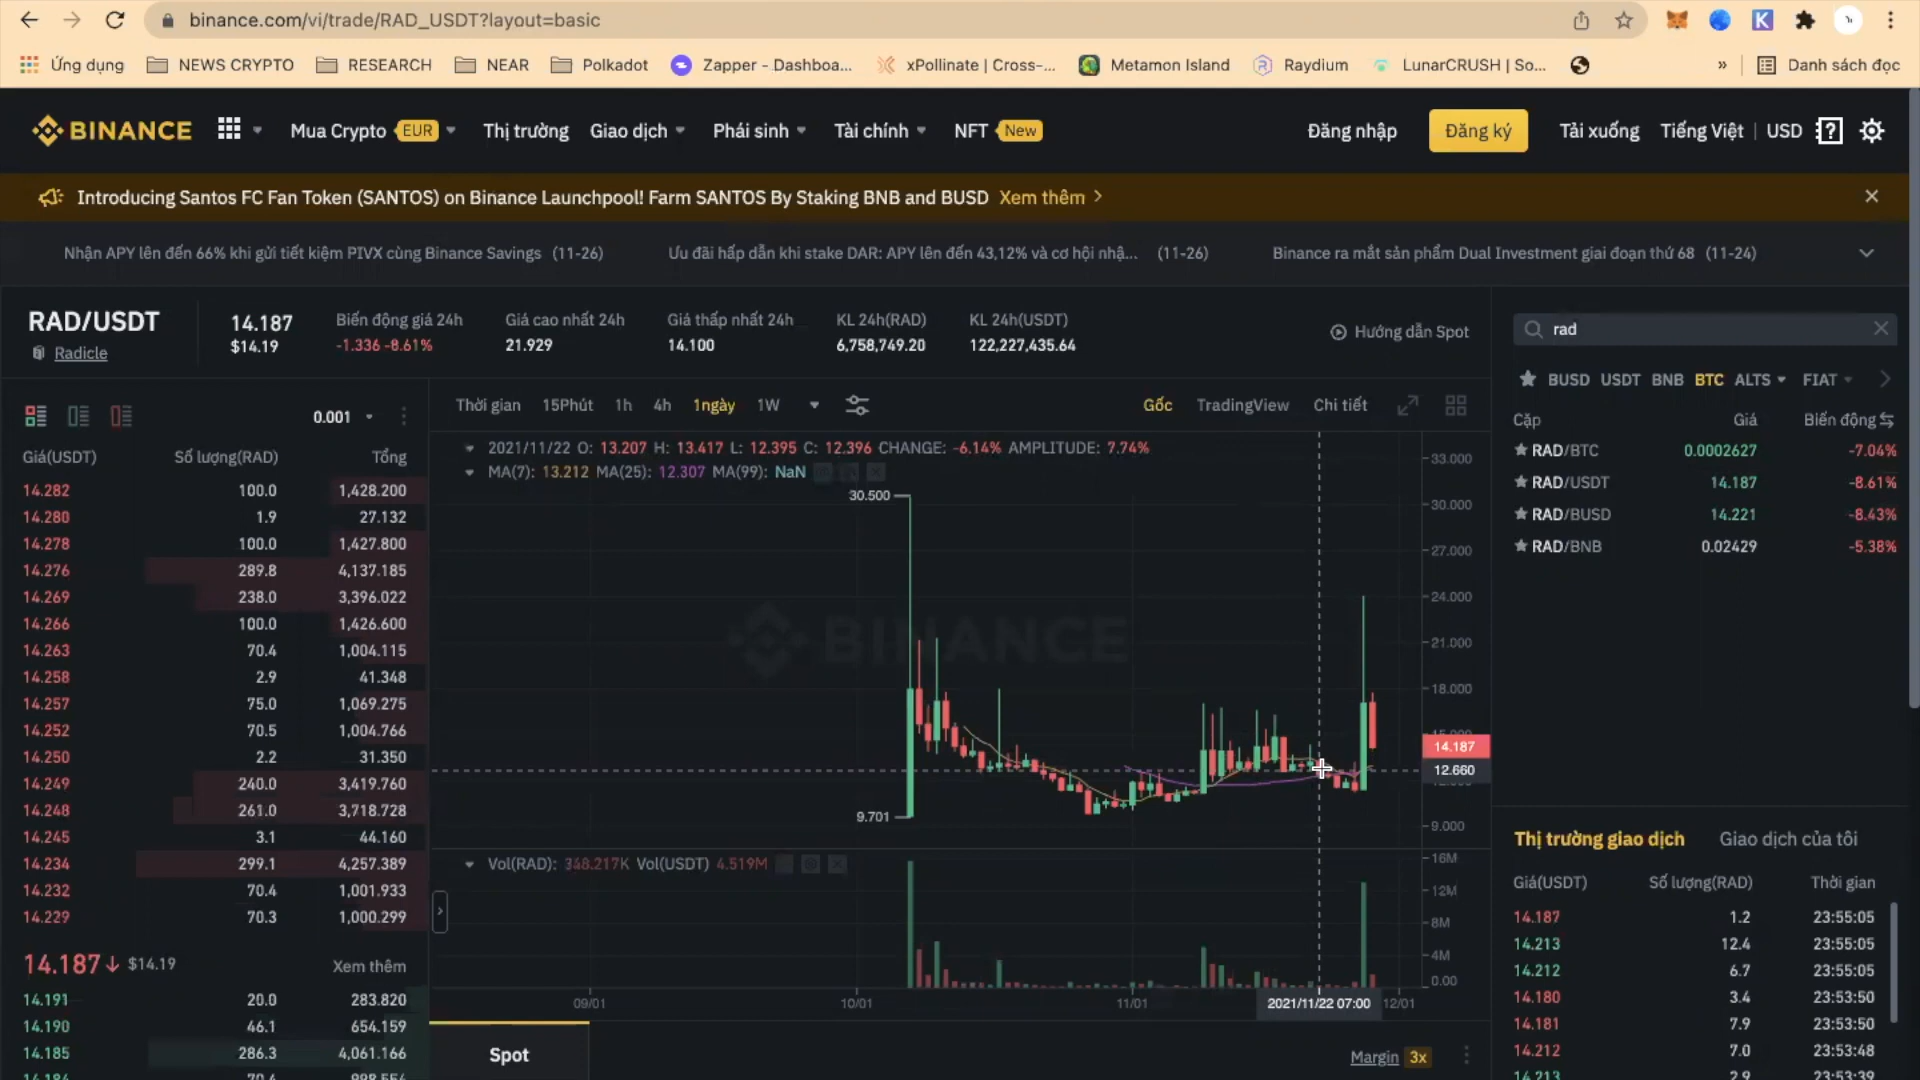 binance.com/vi/trade/RAD_USDT?layout=basic
Ứng dụng NEWS CRYPTO RESEARCH NEAR Polkadot Zapper - Dashboa... xPollinate | Cross-... Metamon Island Raydium LunarCRUSH | So... » Danh sách đọc
BINANCE Mua Crypto EUR Thị trường Giao dịch Phái sinh Tài chính NFT New Đăng nhập Đăng ký Tải xuống Tiếng Việt USD
Introducing Santos FC Fan Token (SANTOS) on Binance Launchpool! Farm SANTOS By Staking BNB and BUSD Xem thêm
Nhận APY lên đến 66% khi gửi tiết kiệm PIVX cùng Binance Savings (11-26) Ưu đãi hấp dẫn khi stake DAR: APY lên đến 43,12% và cơ hội nhậ... (11-26) Binance ra mắt sản phẩm Dual Investment giai đoạn thứ 68 (11-24)
RAD/USDT
Radicle
14.187
$14.19
Biến động giá 24h
-1.336 -8.61%
Giá cao nhất 24h
21.929
Giá thấp nhất 24h
14.100
KL 24h(RAD)
6,758,749.20
KL 24h(USDT)
122,227,435.64
Hướng dẫn Spot
0.001
Giá(USDT) Số lượng(RAD) Tổng
14.282 100.0 1,428.200
14.280 1.9 27.132
14.278 100.0 1,427.800
14.276 289.8 4,137.185
14.269 238.0 3,396.022
14.266 100.0 1,426.600
14.263 70.4 1,004.115
14.258 2.9 41.348
14.257 75.0 1,069.275
14.252 70.5 1,004.766
14.250 2.2 31.350
14.249 240.0 3,419.760
14.248 261.0 3,718.728
14.245 3.1 44.160
14.234 299.1 4,257.389
14.232 70.4 1,001.933
14.229 70.3 1,000.299
14.187 $14.19 Xem thêm
14.191 20.0 283.820
14.190 46.1 654.159
14.185 286.3 4,061.166
Thời gian 15Phút 1h 4h 1ngày 1W Gốc TradingView Chi tiết
2021/11/22 O: 13.207 H: 13.417 L: 12.395 C: 12.396 CHANGE: -6.14% AMPLITUDE: 7.74%
MA(7): 13.212 MA(25): 12.307 MA(99): NaN
30.500
9.701
BINANCE
33.000
30.000
27.000
24.000
21.000
18.000
14.187
12.660
9.000
Vol(RAD): 348.217K Vol(USDT) 4.519M
16M
12M
8M
4M
0.00
09/01 10/01 11/01 2021/11/22 07:00 12/01
Spot
Margin 3x
rad
BUSD USDT BNB BTC ALTS FIAT
Cặp Giá Biến động
RAD/BTC 0.0002627 -7.04%
RAD/USDT 14.187 -8.61%
RAD/BUSD 14.221 -8.43%
RAD/BNB 0.02429 -5.38%
Thị trường giao dịch Giao dịch của tôi
Giá(USDT) Số lượng(RAD) Thời gian
14.187 1.2 23:55:05
14.213 12.4 23:55:05
14.212 6.7 23:55:05
14.180 3.4 23:53:50
14.181 7.9 23:53:50
14.212 7.0 23:53:48
14.213 2.9 23:53:39